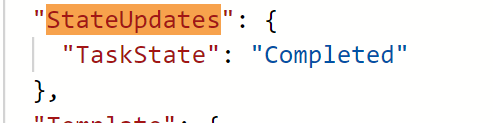 "StateUpdates": {
"TaskState": "Completed"
},
"Template": {